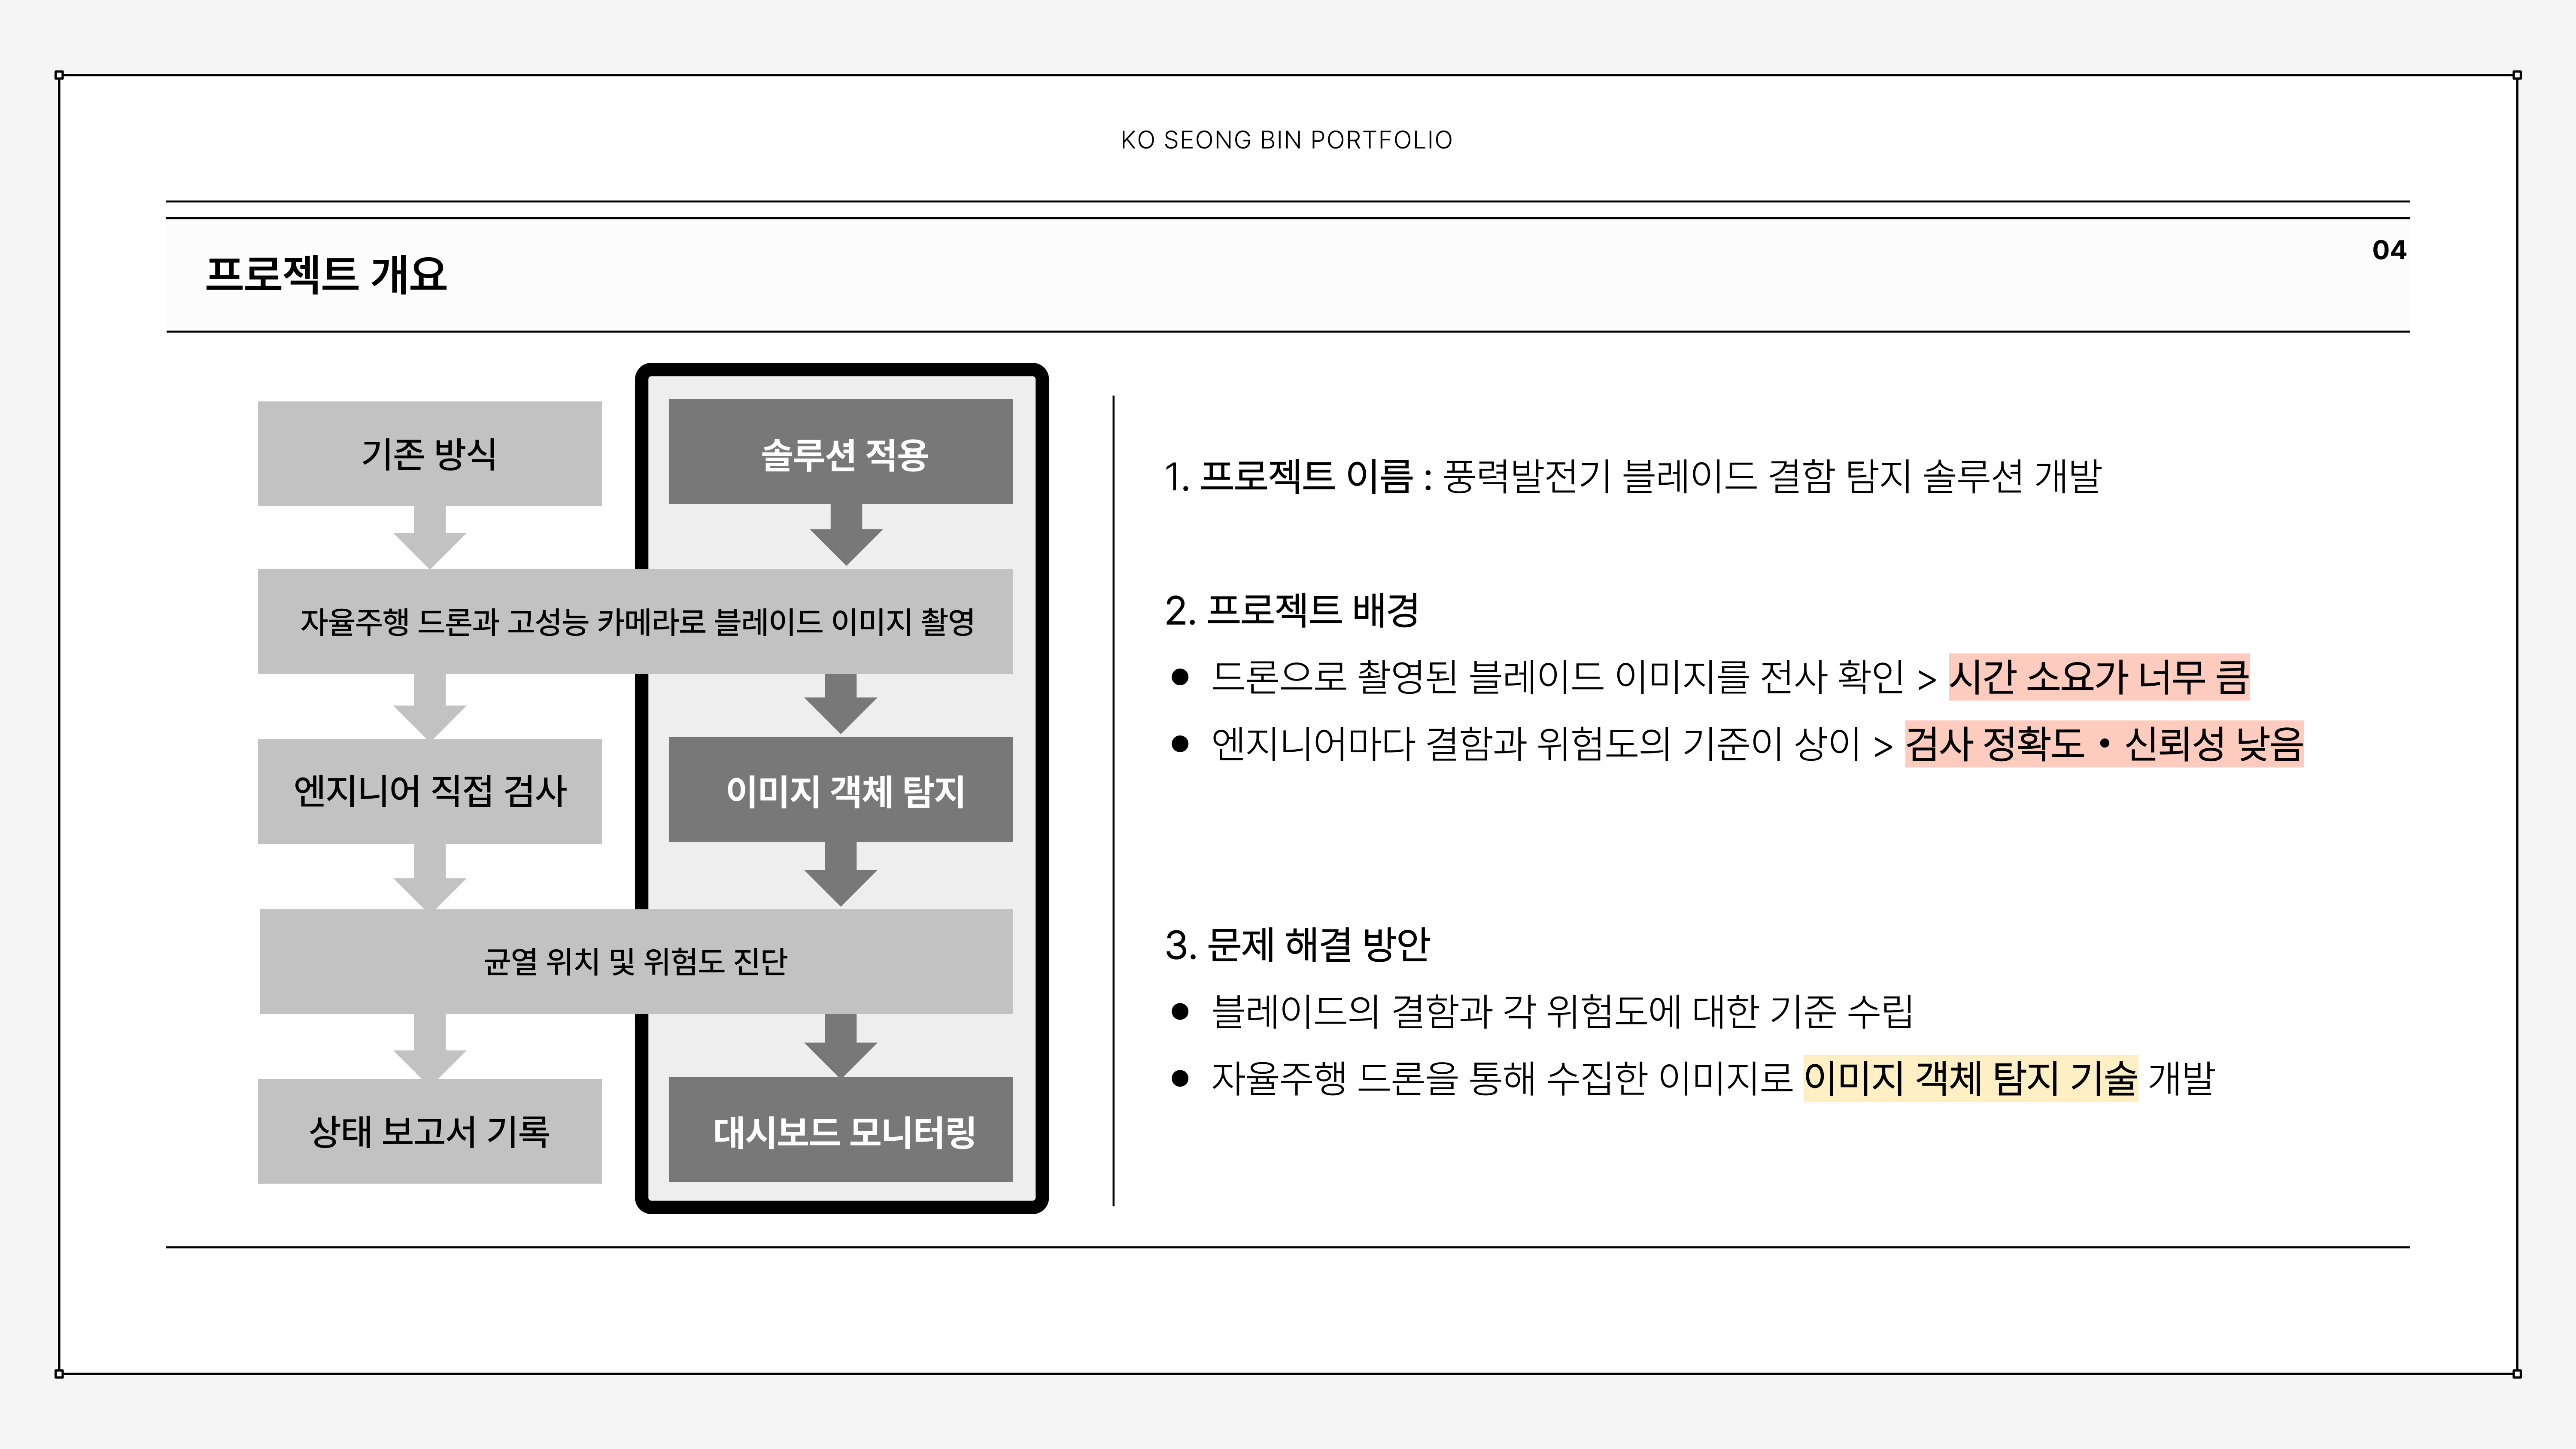 KO SEONG BIN PORTFOLIO
프로젝트 개요
04
기존 방식
솔루션 적용
자율주행 드론과 고성능 카메라로 블레이드 이미지 촬영
엔지니어 직접 검사
이미지 객체 탐지
균열 위치 및 위험도 진단
상태 보고서 기록
대시보드 모니터링
1. 프로젝트 이름 : 풍력발전기 블레이드 결함 탐지 솔루션 개발
2. 프로젝트 배경
● 드론으로 촬영된 블레이드 이미지를 전사 확인 > 시간 소요가 너무 큼
● 엔지니어마다 결함과 위험도의 기준이 상이 > 검사 정확도・신뢰성 낮음
3. 문제 해결 방안
● 블레이드의 결함과 각 위험도에 대한 기준 수립
● 자율주행 드론을 통해 수집한 이미지로 이미지 객체 탐지 기술 개발